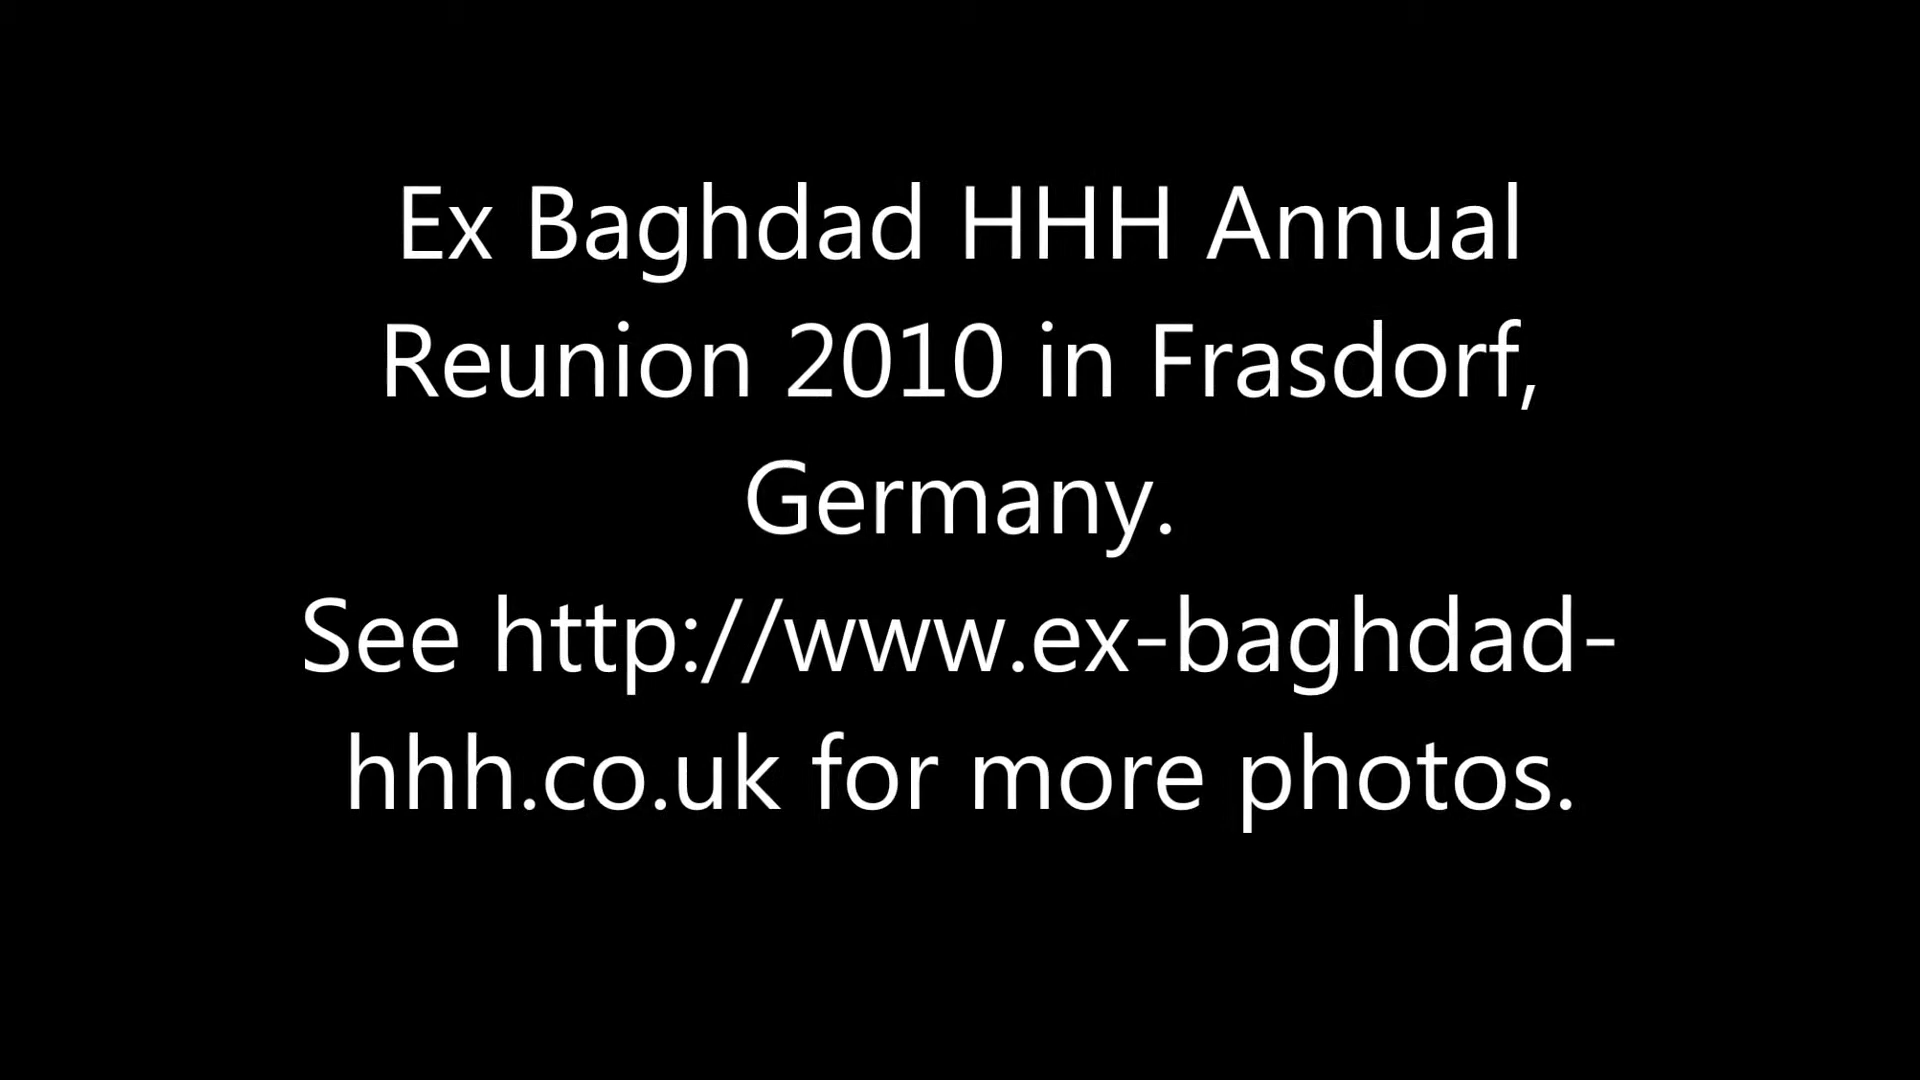 Ex Baghdad HHH Annual
Reunion 2010 in Frasdorf,
Germany.
See http://www.ex-baghdad-
hhh.co.uk for more photos.